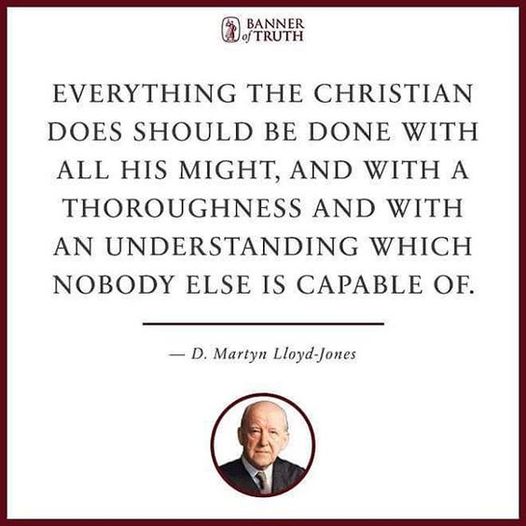 BANNER
of TRUTH
EVERYTHING THE CHRISTIAN
DOES SHOULD BE DONE WITH
ALL HIS MIGHT, AND WITH A
THOROUGHNESS AND WITH
AN UNDERSTANDING WHICH
NOBODY ELSE IS CAPABLE OF.
— D. Martyn Lloyd-Jones